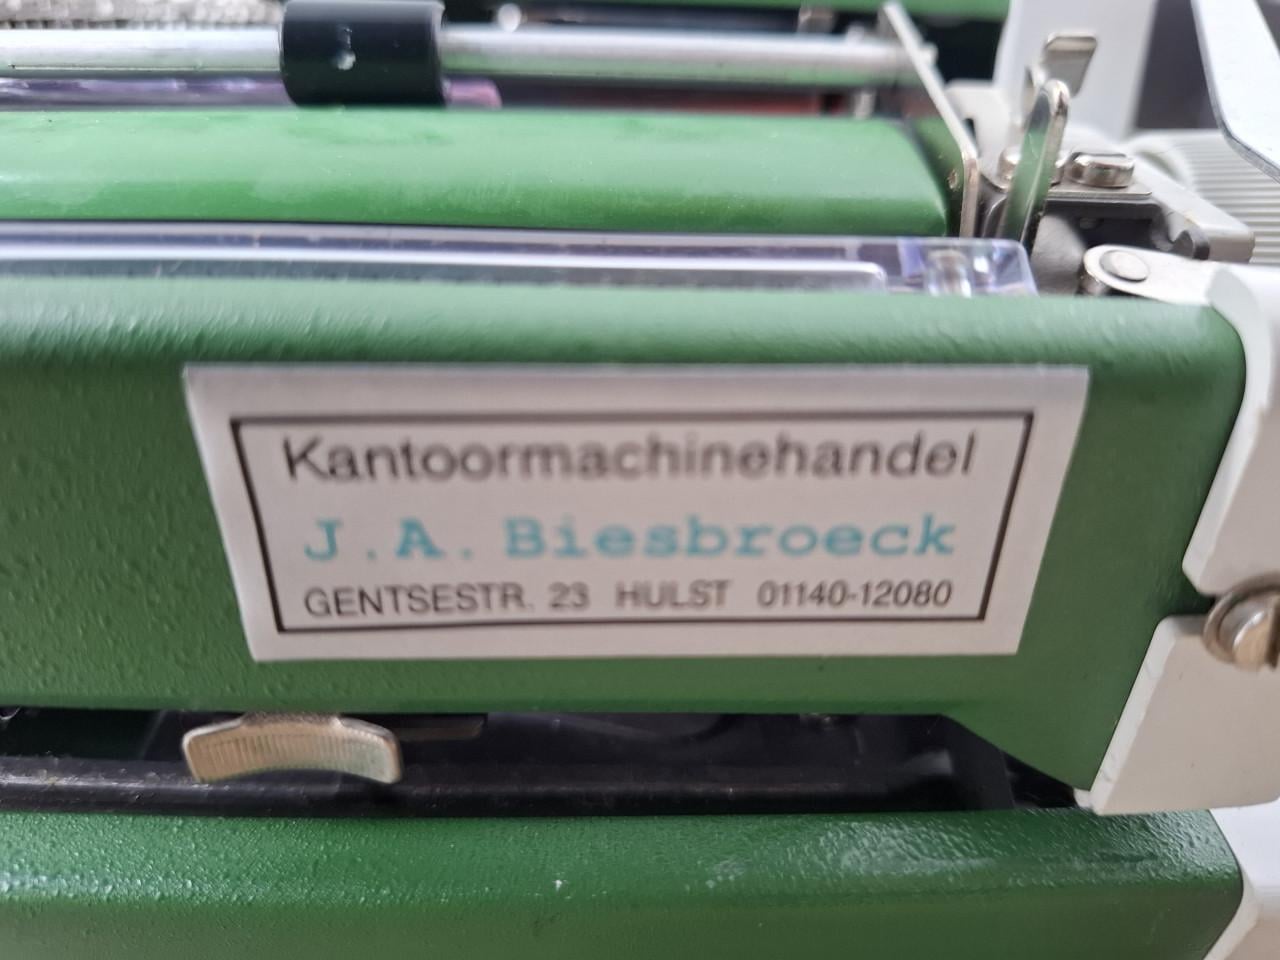 Kantoormachinehandel
J.A. Biesbroeck
GENTSESTR. 23 HULST 01140-12080